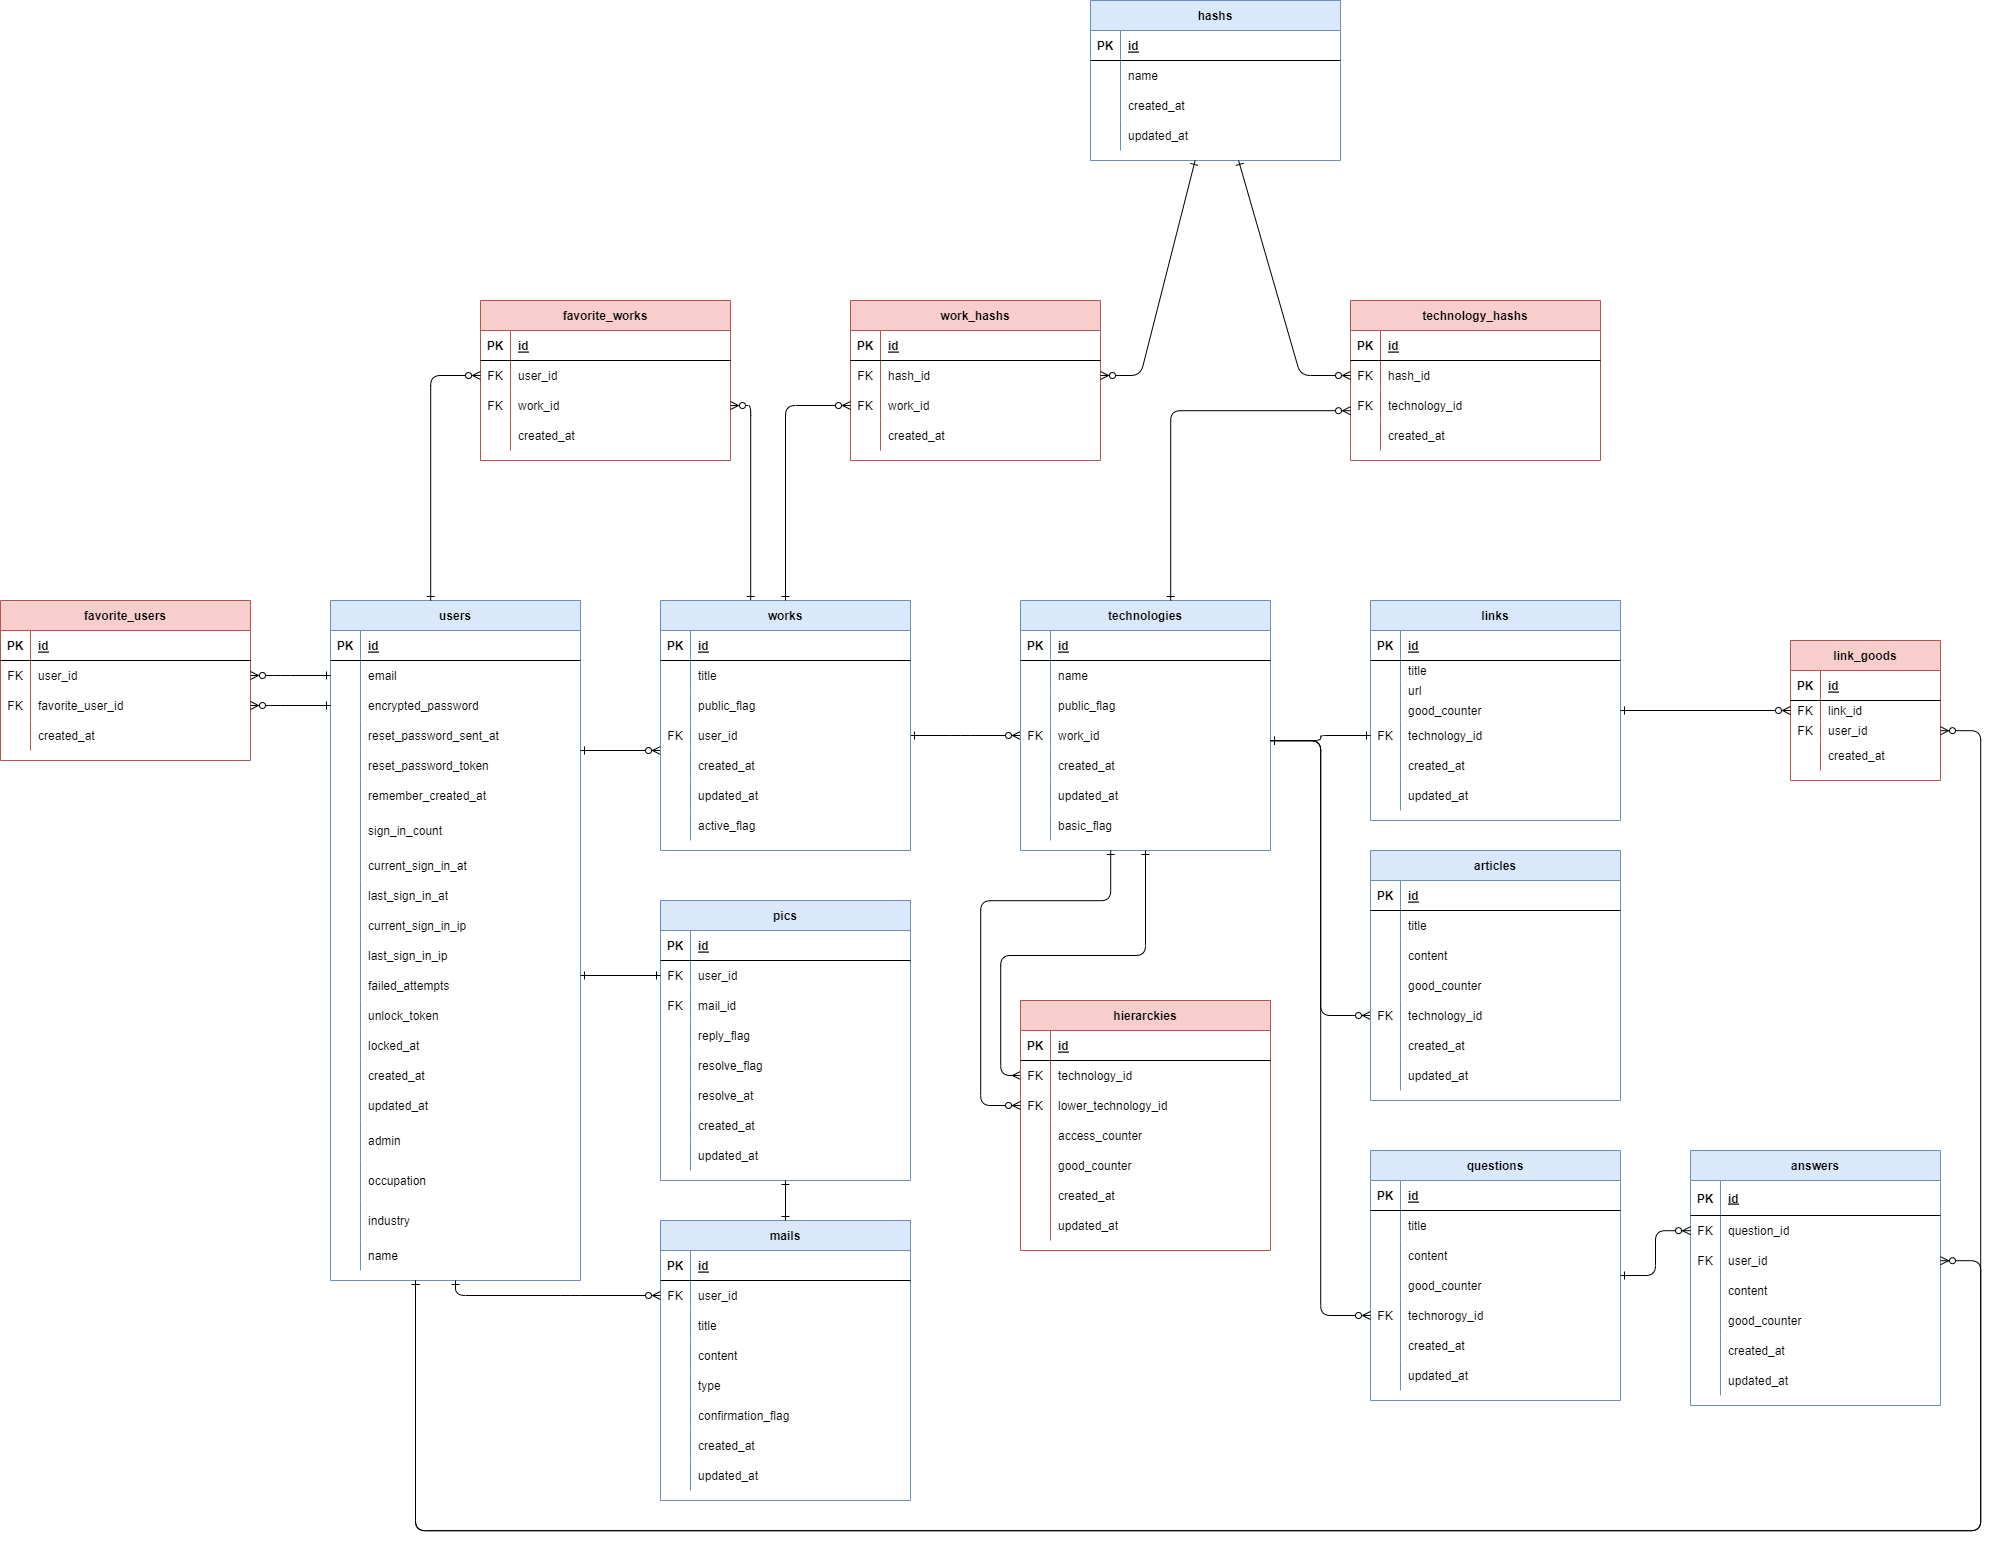 hashs
PK id
name
created_at
updated_at
favorite_works
PK id
FK user_id
FK work_id
created_at
work_hashs
PK id
FK hash_id
FK work_id
created_at
technology_hashs
PK id
FK hash_id
FK technology_id
created_at
favorite_users
PK id
FK user_id
FK favorite_user_id
created_at
users
PK id
email
encrypted_password
reset_password_sent_at
reset_password_token
remember_created_at
sign_in_count
current_sign_in_at
last_sign_in_at
current_sign_in_ip
last_sign_in_ip
failed_attempts
unlock_token
locked_at
created_at
updated_at
admin
occupation
industry
name
works
PK id
title
public_flag
FK user_id
created_at
updated_at
active_flag
pics
PK id
FK user_id
FK mail_id
reply_flag
resolve_flag
resolve_at
created_at
updated_at
mails
PK id
FK user_id
title
content
type
confirmation_flag
created_at
updated_at
technologies
PK id
name
public_flag
FK work_id
created_at
updated_at
basic_flag
hierarckies
PK id
FK technology_id
FK lower_technology_id
access_counter
good_counter
created_at
updated_at
links
PK id
title
url
good_counter
FK technology_id
created_at
updated_at
link_goods
PK id
FK link_id
FK user_id
created_at
articles
PK id
title
content
good_counter
FK technology_id
created_at
updated_at
questions
PK id
title
content
good_counter
FK technorogy_id
created_at
updated_at
answers
PK id
FK question_id
FK user_id
content
good_counter
created_at
updated_at